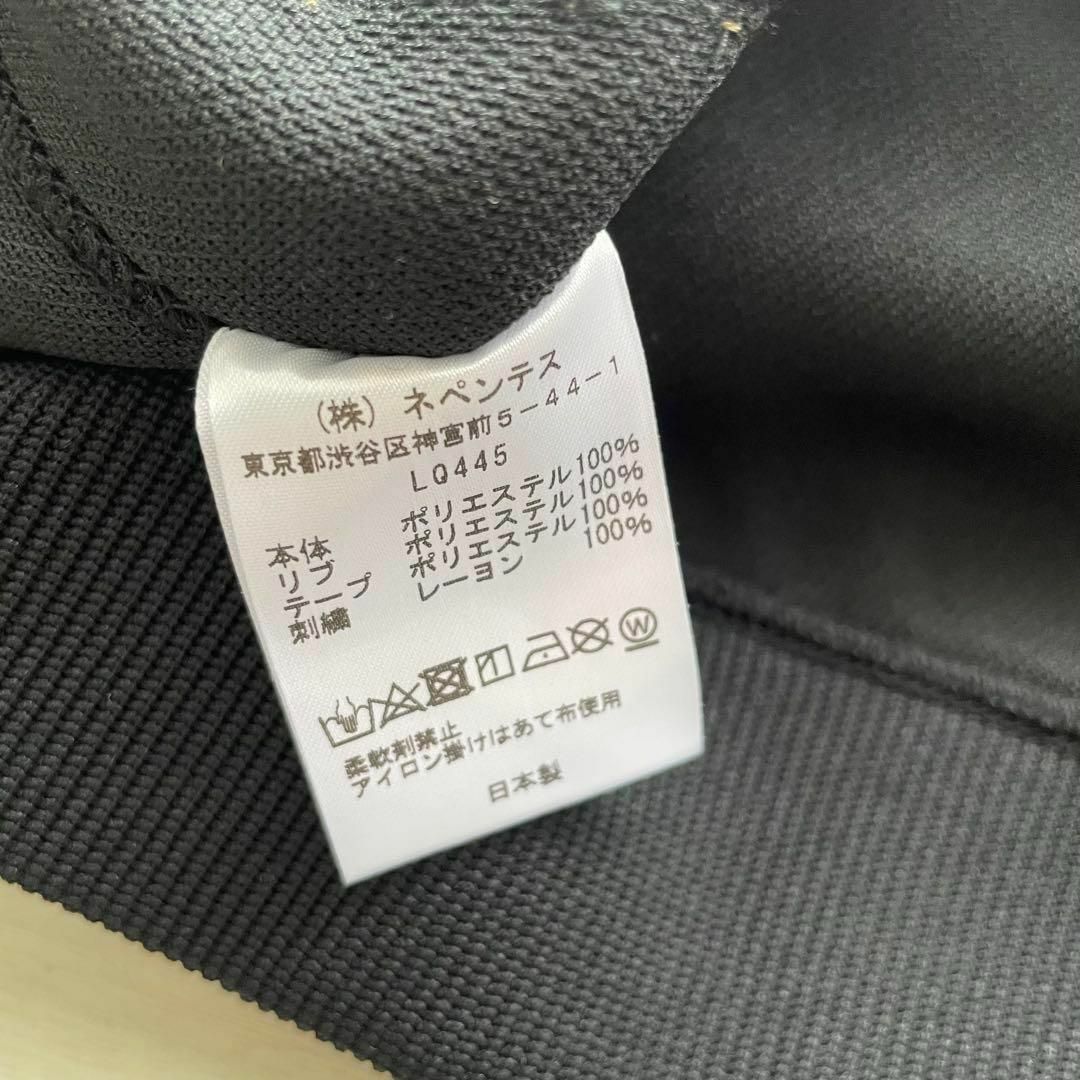 (株) ネペンテス
東京都渋谷区神宮前5-44-1
LQ445
本体 ポリエステル100%
リブ ポリエステル100%
テープ ポリエステル100%
刺繍 レーヨン 100%
W
柔軟剤禁止
アイロン掛けはあて布使用
日本製